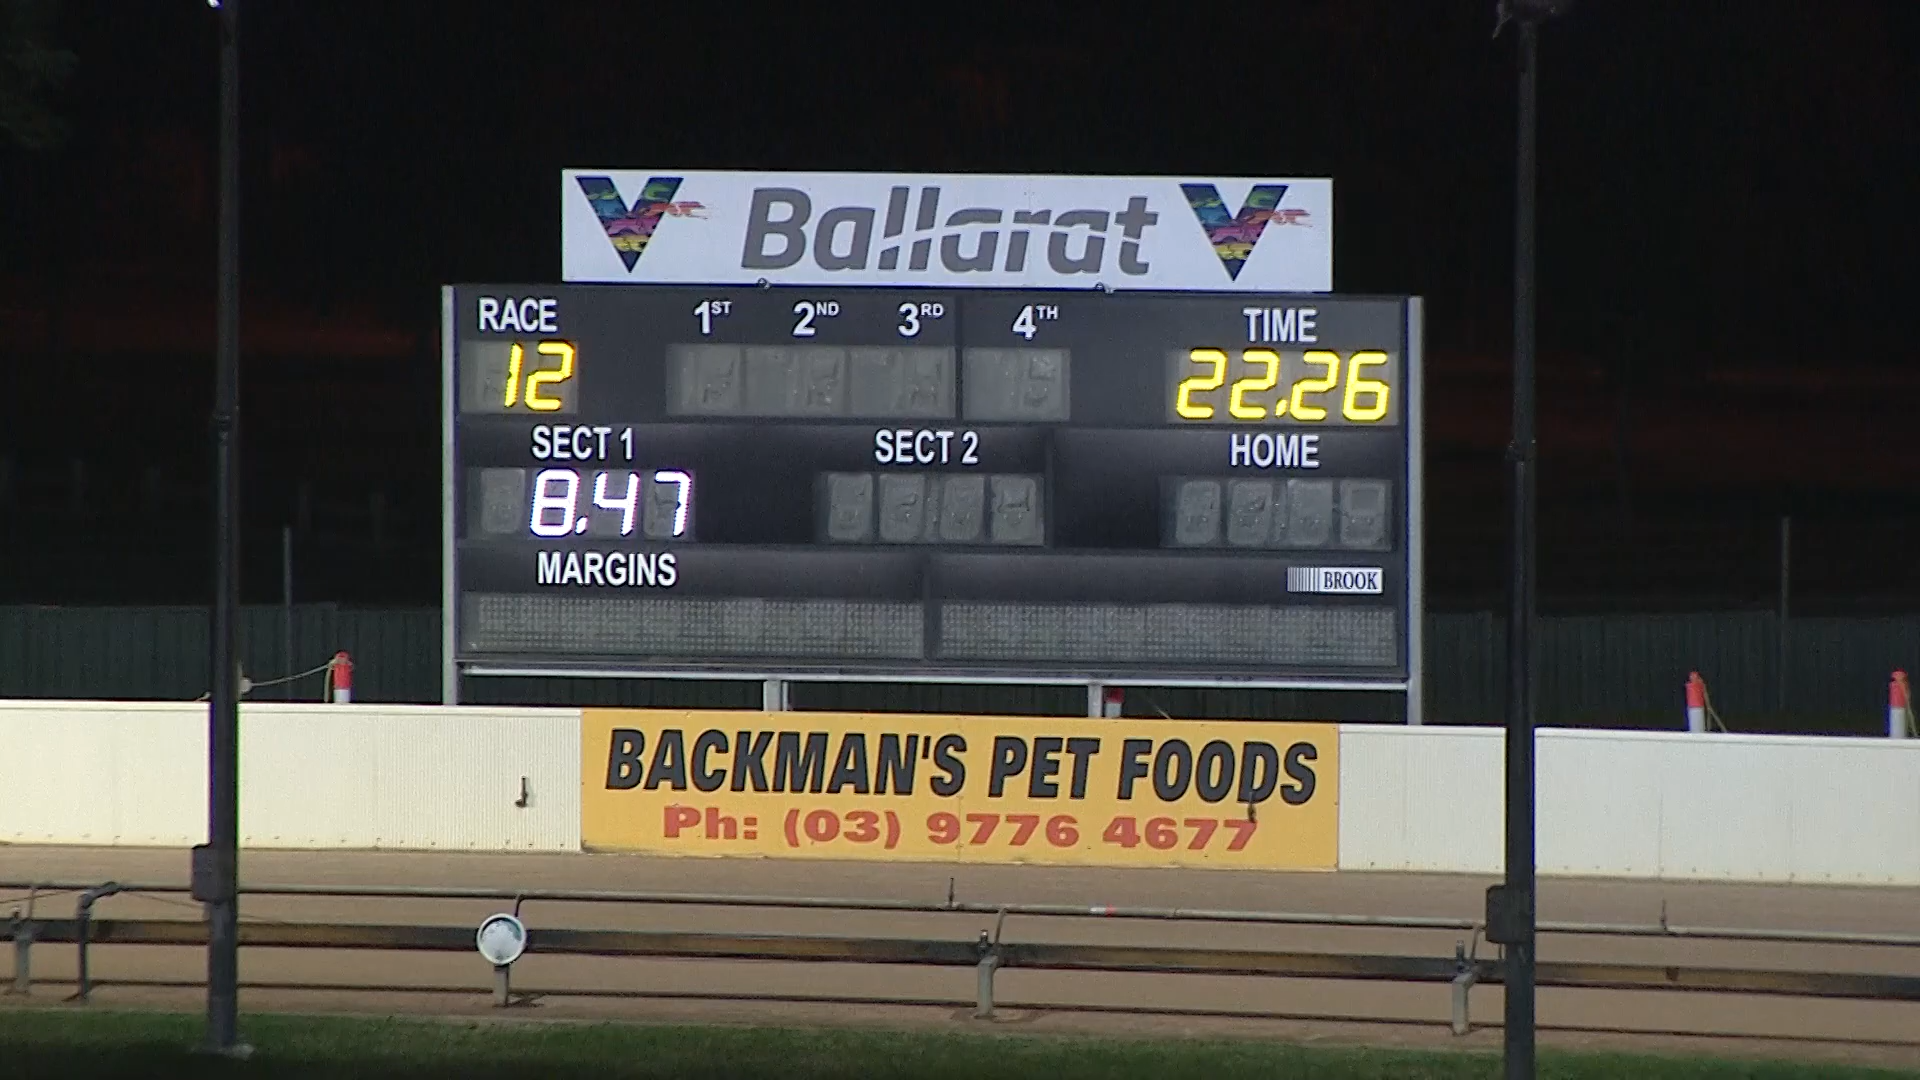 Ballarat
RACE 1ST 2ND 3RD 4TH TIME
12 22.26
SECT 1 SECT 2 HOME
8.47
MARGINS
BROOK
BACKMAN'S PET FOODS
Ph: (03) 9776 4677